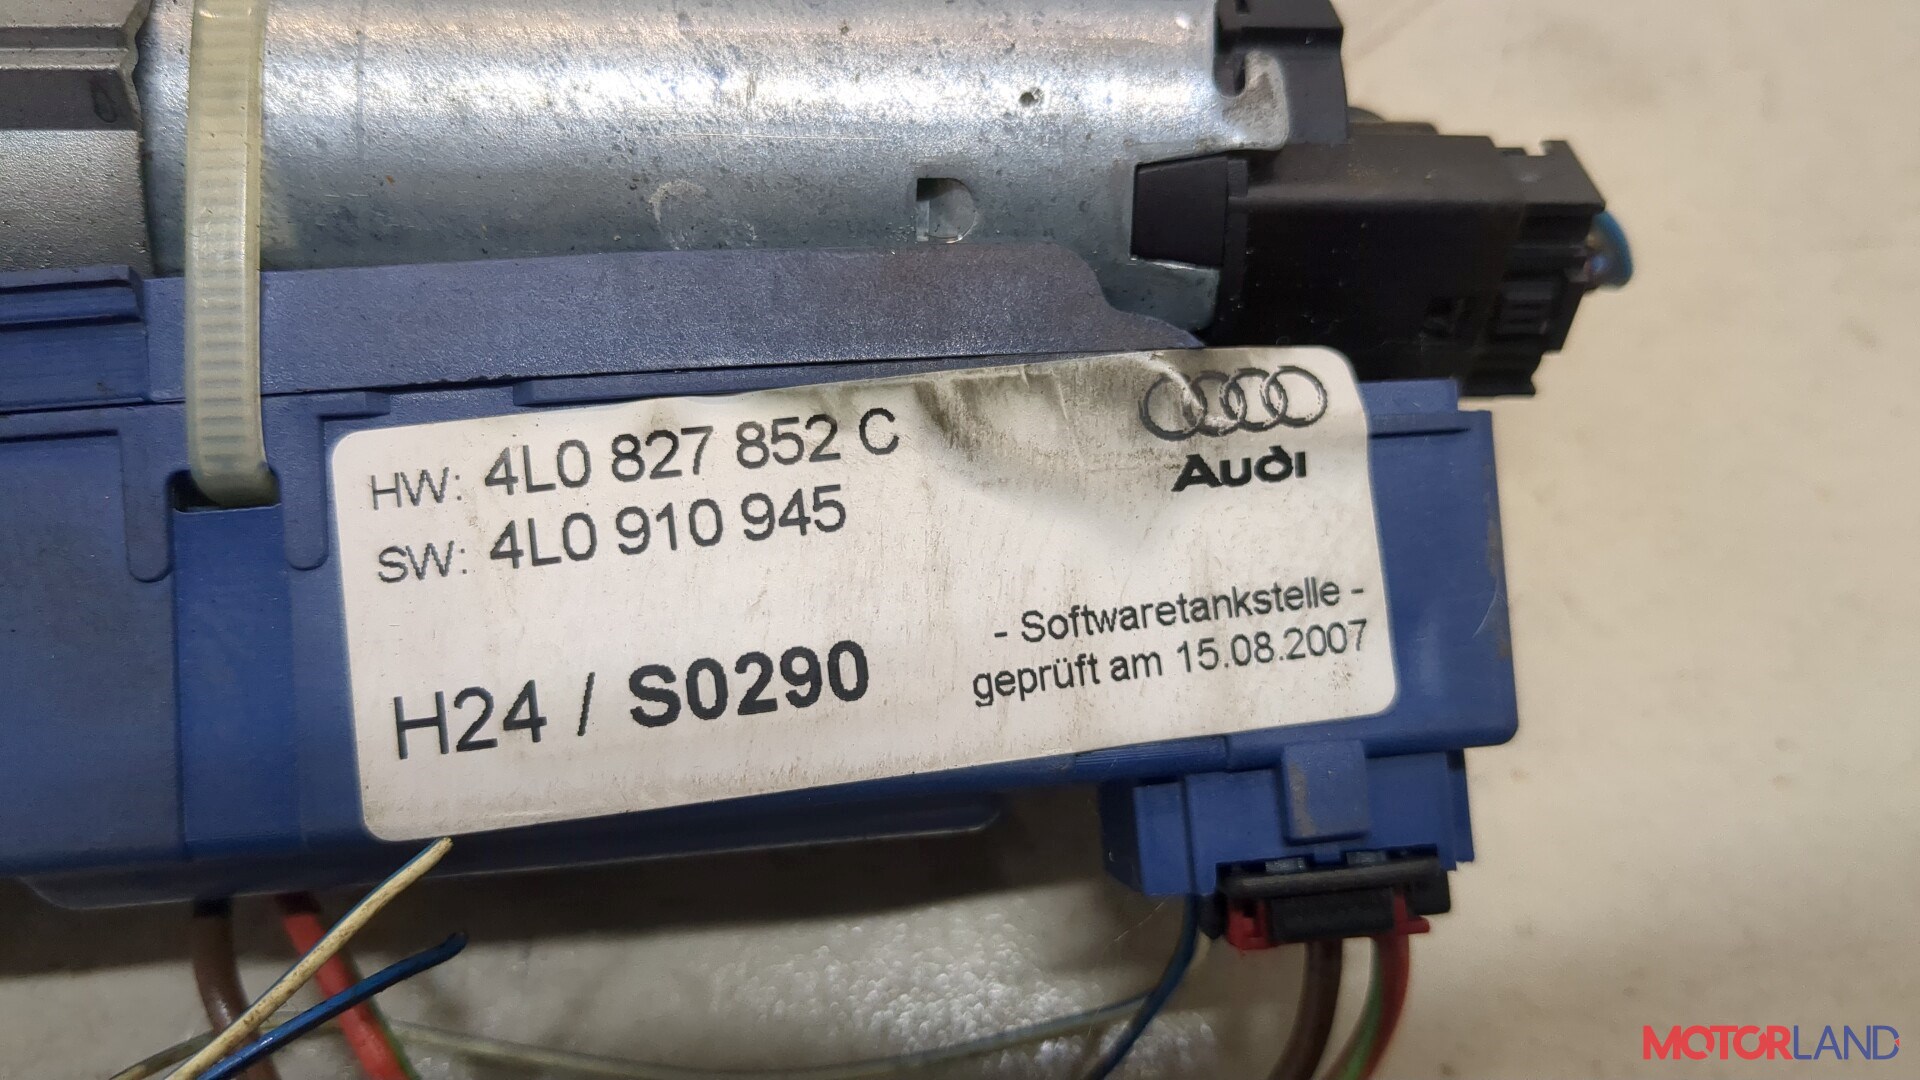 HW: 4L0 827 852 C
SW: 4L0 910 945
Audi
- Softwaretankstelle -
geprüft am 15.08.2007
H24 / S0290
MOTORLAND